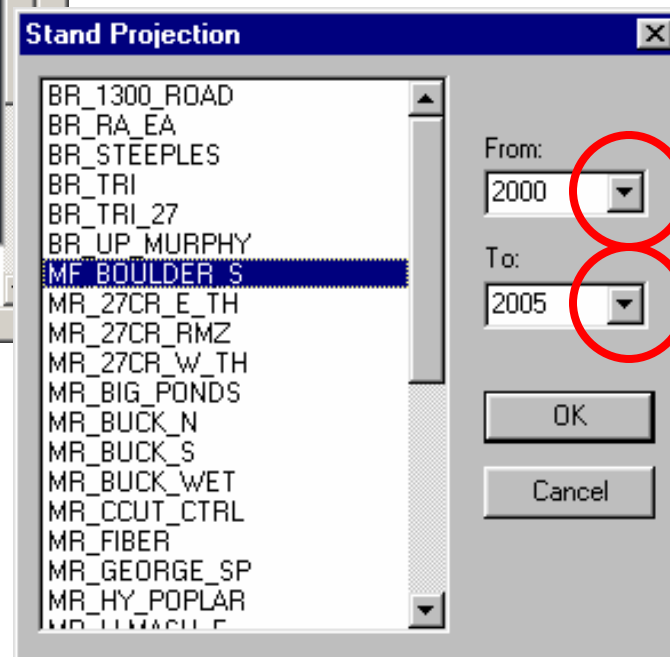 Stand Projection
BR_1300_ROAD
BR_RA_EA
BR_STEEPLES
BR_TRI
BR_TRI_27
BR_UP_MURPHY
MF_BOULDER_S
MR_27CR_E_TH
MR_27CR_RMZ
MR_27CR_W_TH
MR_BIG_PONDS
MR_BUCK_N
MR_BUCK_S
MR_BUCK_WET
MR_CCUT_CTRL
MR_FIBER
MR_GEORGE_SP
MR_HY_POPLAR
From:
2000
To:
2005
OK
Cancel